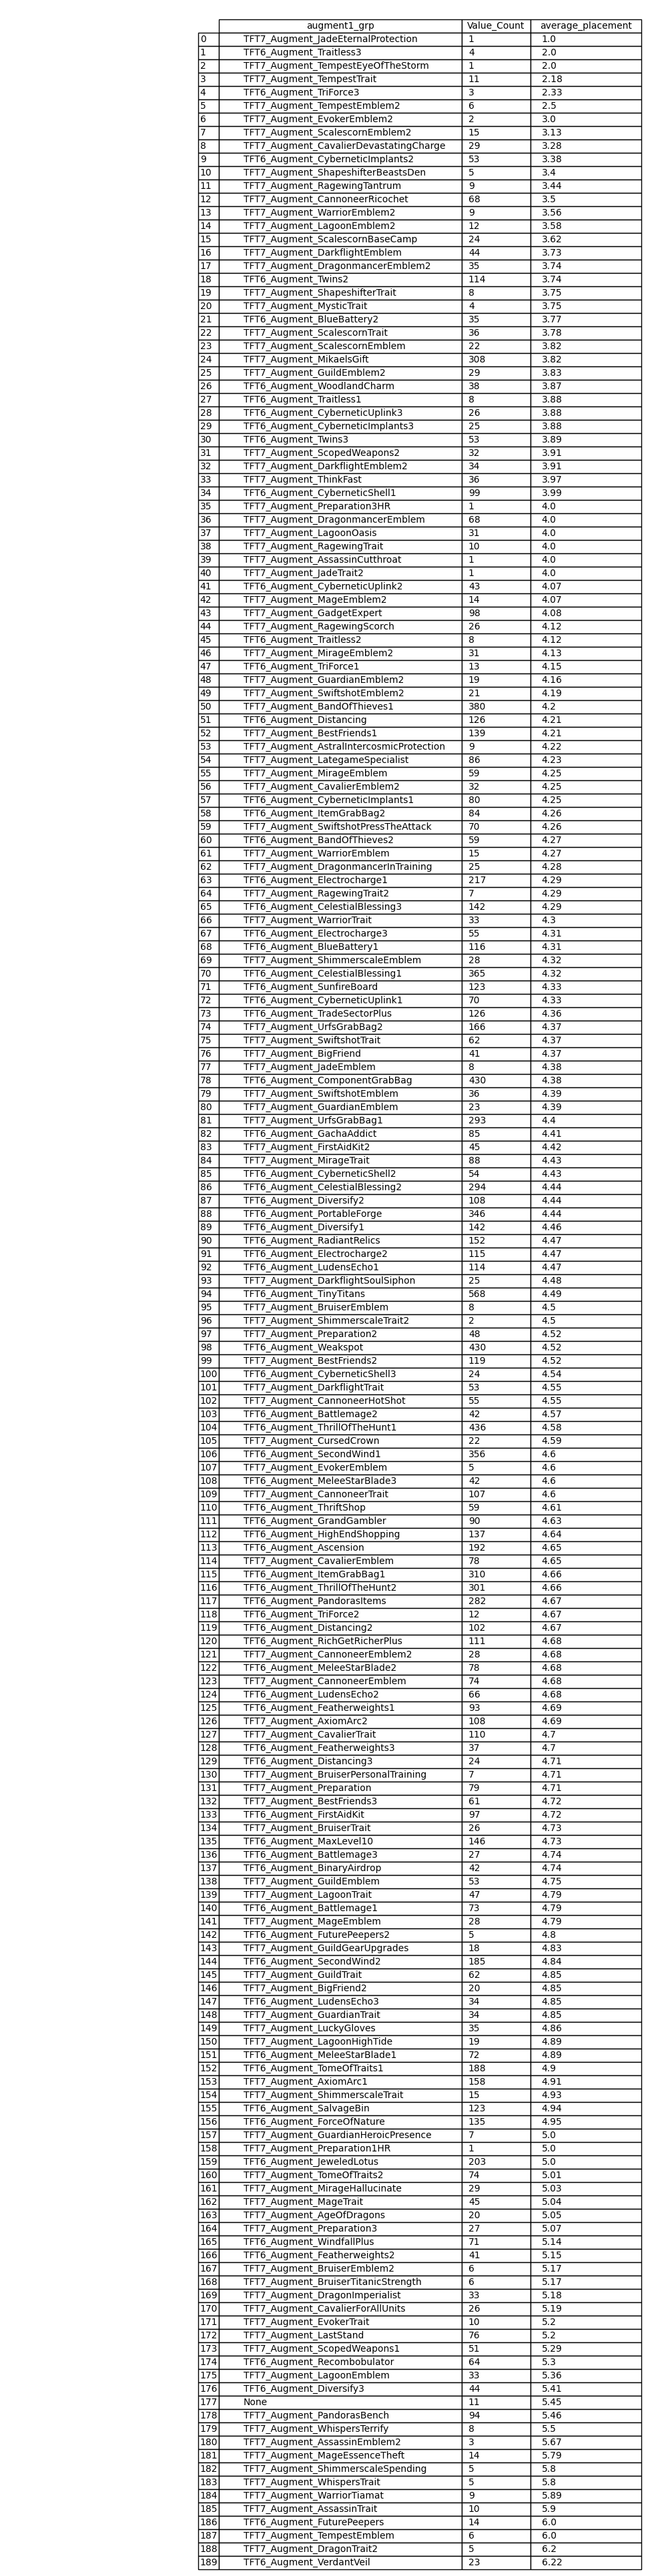 augment1_grp Value_Count average_placement
0 TFT7_Augment_JadeEternalProtection 1 1.0
1 TFT6_Augment_Traitless3 4 2.0
2 TFT7_Augment_TempestEyeOfTheStorm 1 2.0
3 TFT7_Augment_TempestTrait 11 2.18
4 TFT6_Augment_TriForce3 3 2.33
5 TFT7_Augment_TempestEmblem2 6 2.5
6 TFT7_Augment_EvokerEmblem2 2 3.0
7 TFT7_Augment_ScalescornEmblem2 15 3.13
8 TFT7_Augment_CavalierDevastatingCharge 29 3.28
9 TFT6_Augment_CyberneticImplants2 53 3.38
10 TFT7_Augment_ShapeshifterBeastsDen 5 3.4
11 TFT7_Augment_RagewingTantrum 9 3.44
12 TFT7_Augment_CannoneerRicochet 68 3.5
13 TFT7_Augment_WarriorEmblem2 9 3.56
14 TFT7_Augment_LagoonEmblem2 12 3.58
15 TFT7_Augment_ScalescornBaseCamp 24 3.62
16 TFT7_Augment_DarkflightEmblem 44 3.73
17 TFT7_Augment_DragonmancerEmblem2 35 3.74
18 TFT6_Augment_Twins2 114 3.74
19 TFT7_Augment_ShapeshifterTrait 8 3.75
20 TFT7_Augment_MysticTrait 4 3.75
21 TFT6_Augment_BlueBattery2 35 3.77
22 TFT7_Augment_ScalescornTrait 36 3.78
23 TFT7_Augment_ScalescornEmblem 22 3.82
24 TFT7_Augment_MikaelsGift 308 3.82
25 TFT7_Augment_GuildEmblem2 29 3.83
26 TFT6_Augment_WoodlandCharm 38 3.87
27 TFT6_Augment_Traitless1 8 3.88
28 TFT6_Augment_CyberneticUplink3 26 3.88
29 TFT6_Augment_CyberneticImplants3 25 3.88
30 TFT6_Augment_Twins3 53 3.89
31 TFT7_Augment_ScopedWeapons2 32 3.91
32 TFT7_Augment_DarkflightEmblem2 34 3.91
33 TFT7_Augment_ThinkFast 36 3.97
34 TFT6_Augment_CyberneticShell1 99 3.99
35 TFT7_Augment_Preparation3HR 1 4.0
36 TFT7_Augment_DragonmancerEmblem 68 4.0
37 TFT7_Augment_LagoonOasis 31 4.0
38 TFT7_Augment_RagewingTrait 10 4.0
39 TFT7_Augment_AssassinCutthroat 1 4.0
40 TFT7_Augment_JadeTrait2 1 4.0
41 TFT6_Augment_CyberneticUplink2 43 4.07
42 TFT7_Augment_MageEmblem2 14 4.07
43 TFT7_Augment_GadgetExpert 98 4.08
44 TFT7_Augment_RagewingScorch 26 4.12
45 TFT6_Augment_Traitless2 8 4.12
46 TFT7_Augment_MirageEmblem2 31 4.13
47 TFT6_Augment_TriForce1 13 4.15
48 TFT7_Augment_GuardianEmblem2 19 4.16
49 TFT7_Augment_SwiftshotEmblem2 21 4.19
50 TFT7_Augment_BandOfThieves1 380 4.2
51 TFT6_Augment_Distancing 126 4.21
52 TFT7_Augment_BestFriends1 139 4.21
53 TFT7_Augment_AstralIntercosmicProtection 9 4.22
54 TFT7_Augment_LategameSpecialist 86 4.23
55 TFT7_Augment_MirageEmblem 59 4.25
56 TFT7_Augment_CavalierEmblem2 32 4.25
57 TFT6_Augment_CyberneticImplants1 80 4.25
58 TFT6_Augment_ItemGrabBag2 84 4.26
59 TFT7_Augment_SwiftshotPressTheAttack 70 4.26
60 TFT7_Augment_BandOfThieves2 59 4.27
61 TFT7_Augment_WarriorEmblem 15 4.27
62 TFT7_Augment_DragonmancerInTraining 25 4.28
63 TFT6_Augment_Electrocharge1 217 4.29
64 TFT7_Augment_RagewingTrait2 7 4.29
65 TFT6_Augment_CelestialBlessing3 142 4.29
66 TFT7_Augment_WarriorTrait 33 4.3
67 TFT6_Augment_Electrocharge3 55 4.31
68 TFT6_Augment_BlueBattery1 116 4.31
69 TFT7_Augment_ShimmerscaleEmblem 28 4.32
70 TFT6_Augment_CelestialBlessing1 365 4.32
71 TFT6_Augment_SunfireBoard 123 4.33
72 TFT6_Augment_CyberneticUplink1 70 4.33
73 TFT6_Augment_TradeSectorPlus 126 4.36
74 TFT7_Augment_UrfsGrabBag2 166 4.37
75 TFT7_Augment_SwiftshotTrait 62 4.37
76 TFT7_Augment_BigFriend 41 4.37
77 TFT7_Augment_JadeEmblem 8 4.38
78 TFT6_Augment_ComponentGrabBag 430 4.38
79 TFT7_Augment_SwiftshotEmblem 36 4.39
80 TFT7_Augment_GuardianEmblem 23 4.39
81 TFT7_Augment_UrfsGrabBag1 293 4.4
82 TFT6_Augment_GachaAddict 85 4.41
83 TFT7_Augment_FirstAidKit2 45 4.42
84 TFT7_Augment_MirageTrait 88 4.43
85 TFT6_Augment_CyberneticShell2 54 4.43
86 TFT6_Augment_CelestialBlessing2 294 4.44
87 TFT6_Augment_Diversify2 108 4.44
88 TFT6_Augment_PortableForge 346 4.44
89 TFT6_Augment_Diversify1 142 4.46
90 TFT6_Augment_RadiantRelics 152 4.47
91 TFT6_Augment_Electrocharge2 115 4.47
92 TFT6_Augment_LudensEcho1 114 4.47
93 TFT7_Augment_DarkflightSoulSiphon 25 4.48
94 TFT6_Augment_TinyTitans 568 4.49
95 TFT7_Augment_BruiserEmblem 8 4.5
96 TFT7_Augment_ShimmerscaleTrait2 2 4.5
97 TFT7_Augment_Preparation2 48 4.52
98 TFT6_Augment_Weakspot 430 4.52
99 TFT7_Augment_BestFriends2 119 4.52
100 TFT6_Augment_CyberneticShell3 24 4.54
101 TFT7_Augment_DarkflightTrait 53 4.55
102 TFT7_Augment_CannoneerHotShot 55 4.55
103 TFT6_Augment_Battlemage2 42 4.57
104 TFT6_Augment_ThrillOfTheHunt1 436 4.58
105 TFT7_Augment_CursedCrown 22 4.59
106 TFT6_Augment_SecondWind1 356 4.6
107 TFT7_Augment_EvokerEmblem 5 4.6
108 TFT6_Augment_MeleeStarBlade3 42 4.6
109 TFT7_Augment_CannoneerTrait 107 4.6
110 TFT6_Augment_ThriftShop 59 4.61
111 TFT6_Augment_GrandGambler 90 4.63
112 TFT6_Augment_HighEndShopping 137 4.64
113 TFT6_Augment_Ascension 192 4.65
114 TFT7_Augment_CavalierEmblem 78 4.65
115 TFT6_Augment_ItemGrabBag1 310 4.66
116 TFT6_Augment_ThrillOfTheHunt2 301 4.66
117 TFT6_Augment_PandorasItems 282 4.67
118 TFT6_Augment_TriForce2 12 4.67
119 TFT6_Augment_Distancing2 102 4.67
120 TFT6_Augment_RichGetRicherPlus 111 4.68
121 TFT7_Augment_CannoneerEmblem2 28 4.68
122 TFT6_Augment_MeleeStarBlade2 78 4.68
123 TFT7_Augment_CannoneerEmblem 74 4.68
124 TFT6_Augment_LudensEcho2 66 4.68
125 TFT6_Augment_Featherweights1 93 4.69
126 TFT7_Augment_AxiomArc2 108 4.69
127 TFT7_Augment_CavalierTrait 110 4.7
128 TFT6_Augment_Featherweights3 37 4.7
129 TFT6_Augment_Distancing3 24 4.71
130 TFT7_Augment_BruiserPersonalTraining 7 4.71
131 TFT7_Augment_Preparation 79 4.71
132 TFT7_Augment_BestFriends3 61 4.72
133 TFT6_Augment_FirstAidKit 97 4.72
134 TFT7_Augment_BruiserTrait 26 4.73
135 TFT6_Augment_MaxLevel10 146 4.73
136 TFT6_Augment_Battlemage3 27 4.74
137 TFT6_Augment_BinaryAirdrop 42 4.74
138 TFT7_Augment_GuildEmblem 53 4.75
139 TFT7_Augment_LagoonTrait 47 4.79
140 TFT6_Augment_Battlemage1 73 4.79
141 TFT7_Augment_MageEmblem 28 4.79
142 TFT6_Augment_FuturePeepers2 5 4.8
143 TFT7_Augment_GuildGearUpgrades 18 4.83
144 TFT6_Augment_SecondWind2 185 4.84
145 TFT7_Augment_GuildTrait 62 4.85
146 TFT7_Augment_BigFriend2 20 4.85
147 TFT6_Augment_LudensEcho3 34 4.85
148 TFT7_Augment_GuardianTrait 34 4.85
149 TFT7_Augment_LuckyGloves 35 4.86
150 TFT7_Augment_LagoonHighTide 19 4.89
151 TFT6_Augment_MeleeStarBlade1 72 4.89
152 TFT6_Augment_TomeOfTraits1 188 4.9
153 TFT7_Augment_AxiomArc1 158 4.91
154 TFT7_Augment_ShimmerscaleTrait 15 4.93
155 TFT6_Augment_SalvageBin 123 4.94
156 TFT6_Augment_ForceOfNature 135 4.95
157 TFT7_Augment_GuardianHeroicPresence 7 5.0
158 TFT7_Augment_Preparation1HR 1 5.0
159 TFT6_Augment_JeweledLotus 203 5.0
160 TFT7_Augment_TomeOfTraits2 74 5.01
161 TFT7_Augment_MirageHallucinate 29 5.03
162 TFT7_Augment_MageTrait 45 5.04
163 TFT7_Augment_AgeOfDragons 20 5.05
164 TFT7_Augment_Preparation3 27 5.07
165 TFT6_Augment_WindfallPlus 71 5.14
166 TFT6_Augment_Featherweights2 41 5.15
167 TFT7_Augment_BruiserEmblem2 6 5.17
168 TFT7_Augment_BruiserTitanicStrength 6 5.17
169 TFT7_Augment_DragonImperialist 33 5.18
170 TFT7_Augment_CavalierForAllUnits 26 5.19
171 TFT7_Augment_EvokerTrait 10 5.2
172 TFT7_Augment_LastStand 76 5.2
173 TFT7_Augment_ScopedWeapons1 51 5.29
174 TFT6_Augment_Recombobulator 64 5.3
175 TFT7_Augment_LagoonEmblem 33 5.36
176 TFT6_Augment_Diversify3 44 5.41
177 None 11 5.45
178 TFT7_Augment_PandorasBench 94 5.46
179 TFT7_Augment_WhispersTerrify 8 5.5
180 TFT7_Augment_AssassinEmblem2 3 5.67
181 TFT7_Augment_MageEssenceTheft 14 5.79
182 TFT7_Augment_ShimmerscaleSpending 5 5.8
183 TFT7_Augment_WhispersTrait 5 5.8
184 TFT7_Augment_WarriorTiamat 9 5.89
185 TFT7_Augment_AssassinTrait 10 5.9
186 TFT6_Augment_FuturePeepers 14 6.0
187 TFT7_Augment_TempestEmblem 6 6.0
188 TFT7_Augment_DragonTrait2 5 6.2
189 TFT6_Augment_VerdantVeil 23 6.22